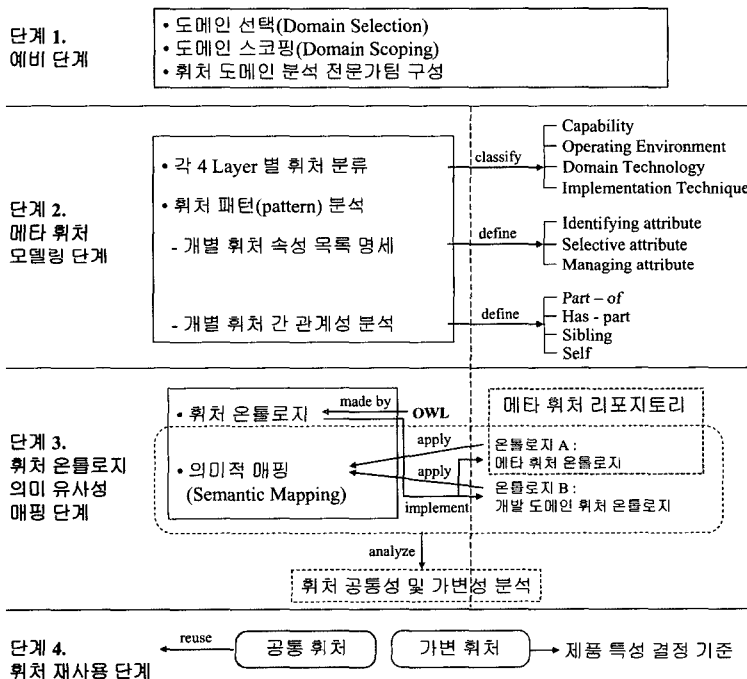 단계 1.
예비 단계
• 도메인 선택(Domain Selection)
• 도메인 스코핑(Domain Scoping)
• 휘처 도메인 분석 전문가팀 구성
단계 2.
메타 휘처
모델링 단계
• 각 4 Layer 별 휘처 분류
classify
Capability
Operating Environment
Domain Technology
Implementation Technique
• 휘처 패턴(pattern) 분석
- 개별 휘처 속성 목록 명세
define
Identifying attribute
Selective attribute
Managing attribute
- 개별 휘처 간 관계성 분석
define
Part – of
Has - part
Sibling
Self
단계 3.
휘처 온톨로지
의미 유사성
매핑 단계
• 휘처 온톨로지
made by
OWL
메타 휘처 리포지토리
• 의미적 매핑
(Semantic Mapping)
apply
apply
implement
온톨로지 A :
메타 휘처 온톨로지
온톨로지 B :
개발 도메인 휘처 온톨로지
analyze
휘처 공통성 및 가변성 분석
단계 4.
휘처 재사용 단계
reuse
공통 휘처
가변 휘처
제품 특성 결정 기준